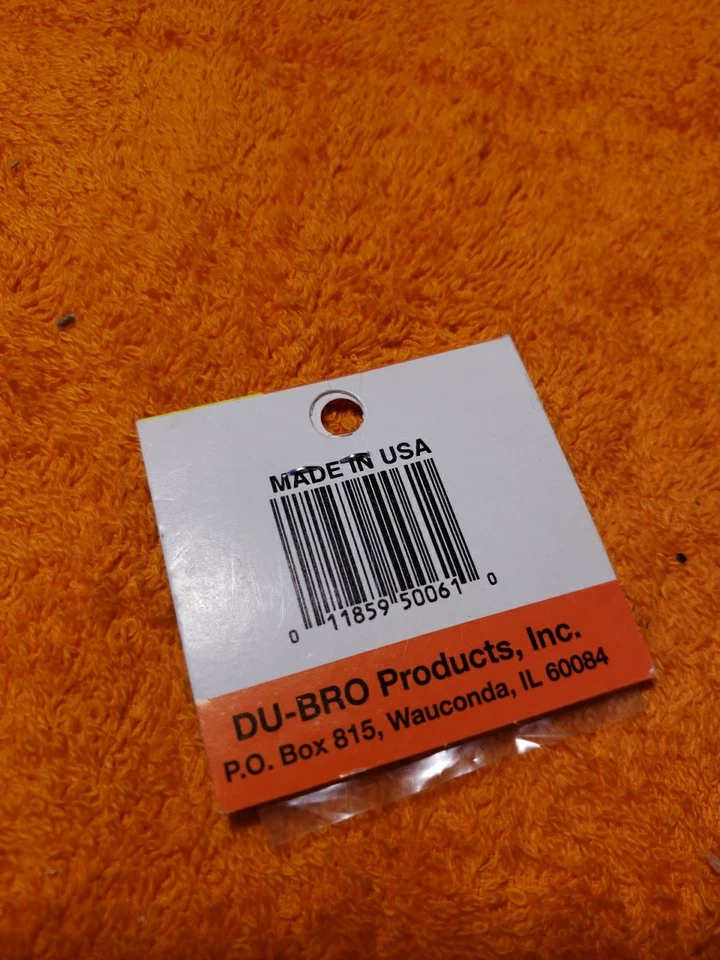 MADE IN USA
0 11859 50061 0
DU-BRO Products, Inc.
P.O. Box 815, Wauconda, IL 60084